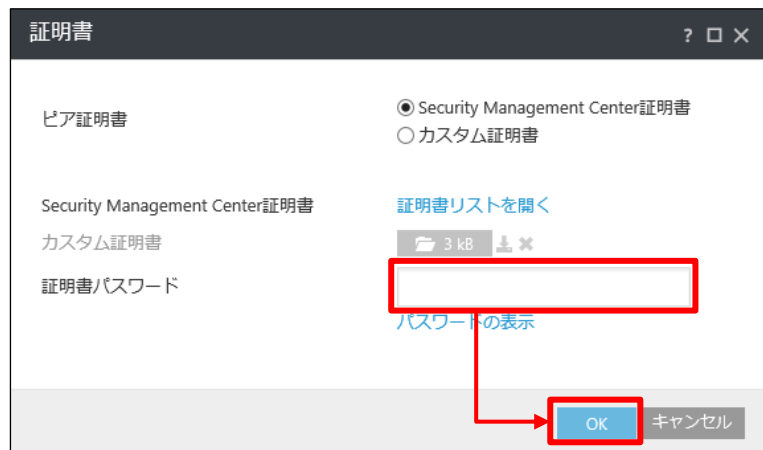 証明書
?
ピア証明書
Security Management Center証明書
カスタム証明書
Security Management Center証明書
証明書リストを開く
カスタム証明書
3 kB
証明書パスワード
パスワードの表示
OK
キャンセル